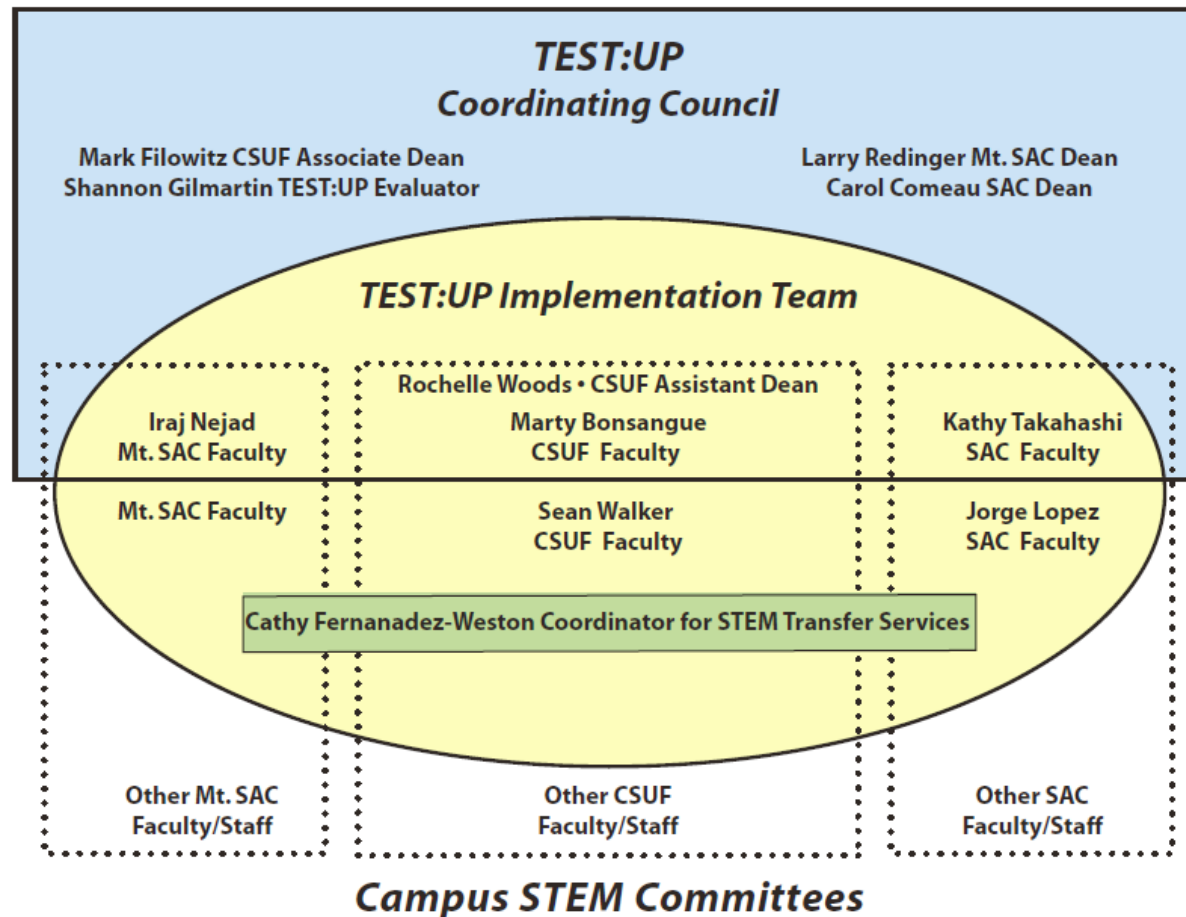 TEST:UP
Coordinating Council
Mark Filowitz CSUF Associate Dean
Shannon Gilmartin TEST:UP Evaluator
Larry Redinger Mt. SAC Dean
Carol Comeau SAC Dean
TEST:UP Implementation Team
Rochelle Woods • CSUF Assistant Dean
Iraj Nejad
Mt. SAC Faculty
Marty Bonsangue
CSUF Faculty
Kathy Takahashi
SAC Faculty
Mt. SAC Faculty
Sean Walker
CSUF Faculty
Jorge Lopez
SAC Faculty
Cathy Fernanadez-Weston Coordinator for STEM Transfer Services
Other Mt. SAC
Faculty/Staff
Other CSUF
Faculty/Staff
Other SAC
Faculty/Staff
Campus STEM Committees